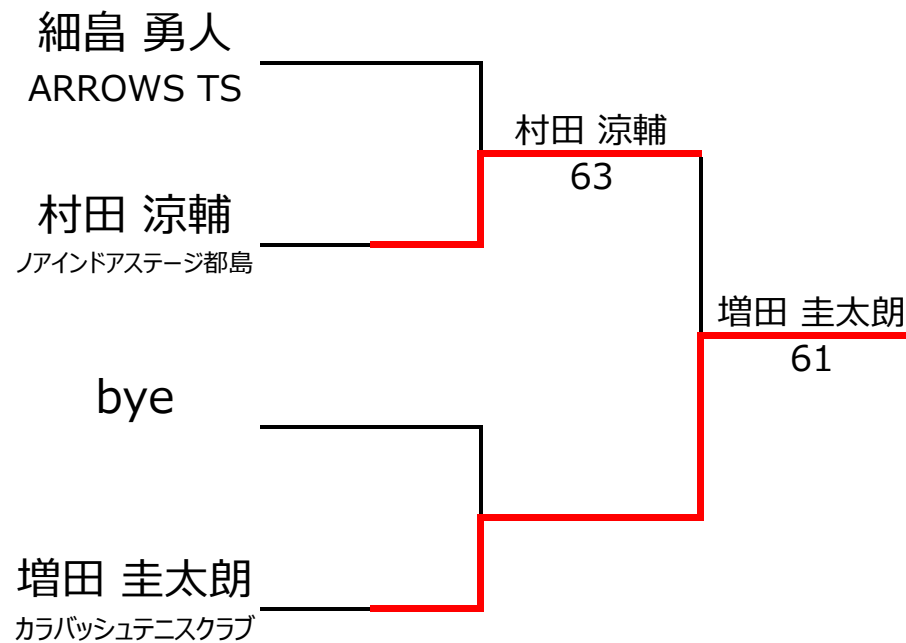 細畠 勇人
ARROWS TS
村田 涼輔
63
村田 涼輔
ノアインドアステージ都島
増田 圭太朗
61
bye
増田 圭太朗
カラバッシュテニスクラブ